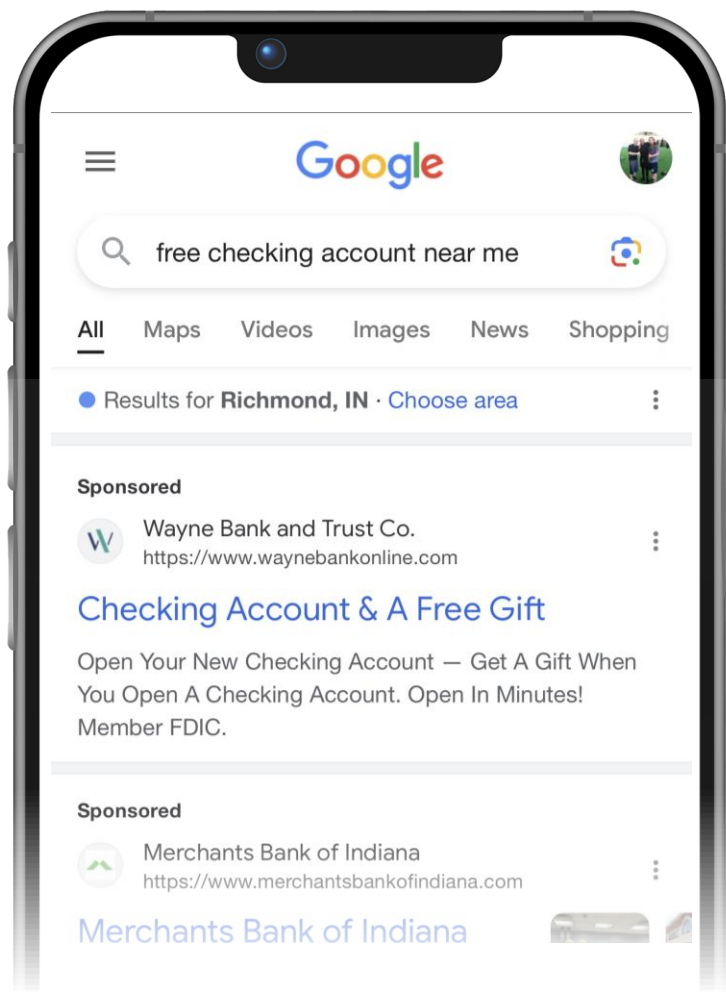 Google
free checking account near me
All Maps Videos Images News Shopping
Results for Richmond, IN · Choose area
Sponsored
Wayne Bank and Trust Co.
https://www.waynebankonline.com
Checking Account & A Free Gift
Open Your New Checking Account — Get A Gift When
You Open A Checking Account. Open In Minutes!
Member FDIC.
Sponsored
Merchants Bank of Indiana
https://www.merchantsbankofindiana.com
Merchants Bank of Indiana